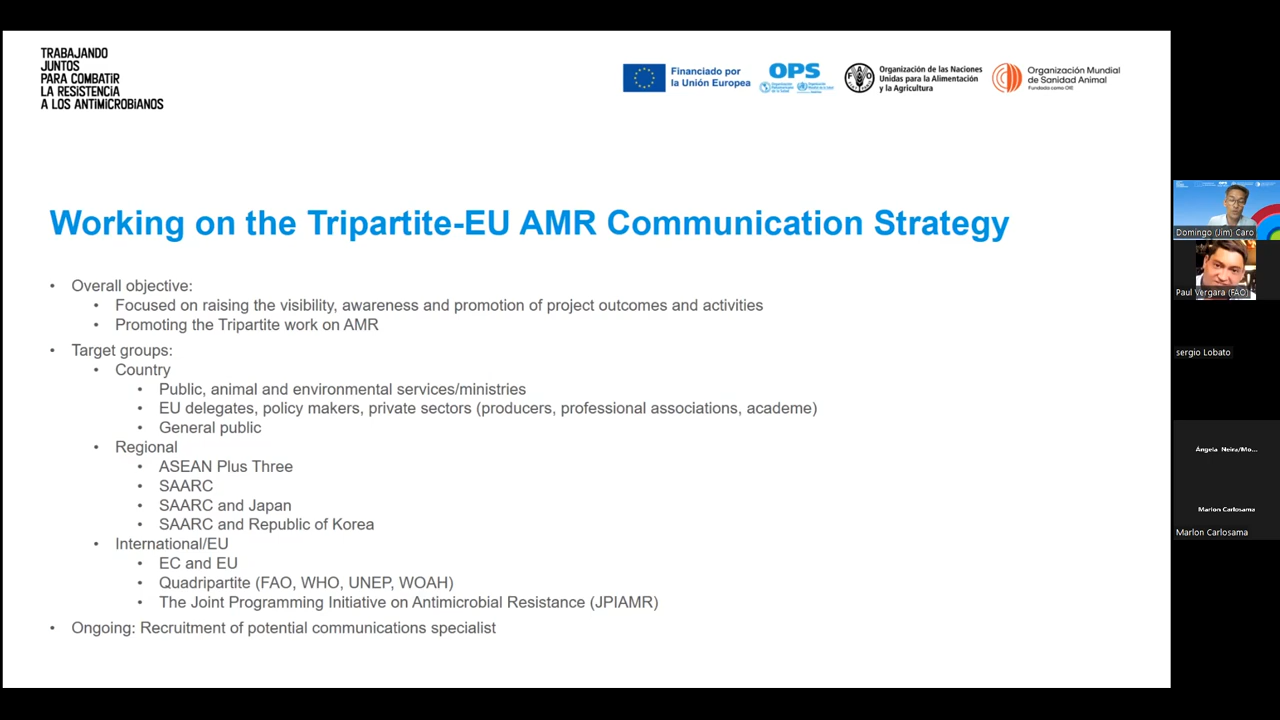 TRABAJANDO
JUNTOS
PARA COMBATIR
LA RESISTENCIA
A LOS ANTIMICROBIANOS
Financiado por
la Unión Europea
OPS
Organización de las Naciones
Unidas para la Alimentación
y la Agricultura
Organización Mundial
de Sanidad Animal
Fundada como OIE
Working on the Tripartite-EU AMR Communication Strategy
• Overall objective:
• Focused on raising the visibility, awareness and promotion of project outcomes and activities
• Promoting the Tripartite work on AMR
• Target groups:
• Country
• Public, animal and environmental services/ministries
• EU delegates, policy makers, private sectors (producers, professional associations, academe)
• General public
• Regional
• ASEAN Plus Three
• SAARC
• SAARC and Japan
• SAARC and Republic of Korea
• International/EU
• EC and EU
• Quadripartite (FAO, WHO, UNEP, WOAH)
• The Joint Programming Initiative on Antimicrobial Resistance (JPIAMR)
• Ongoing: Recruitment of potential communications specialist
Domingo (Jim) Caro
Paul Vergara (FAO)
sergio Lobato
Ángela Neira/Mo...
Marlon Carlosama
Marlon Carlosama